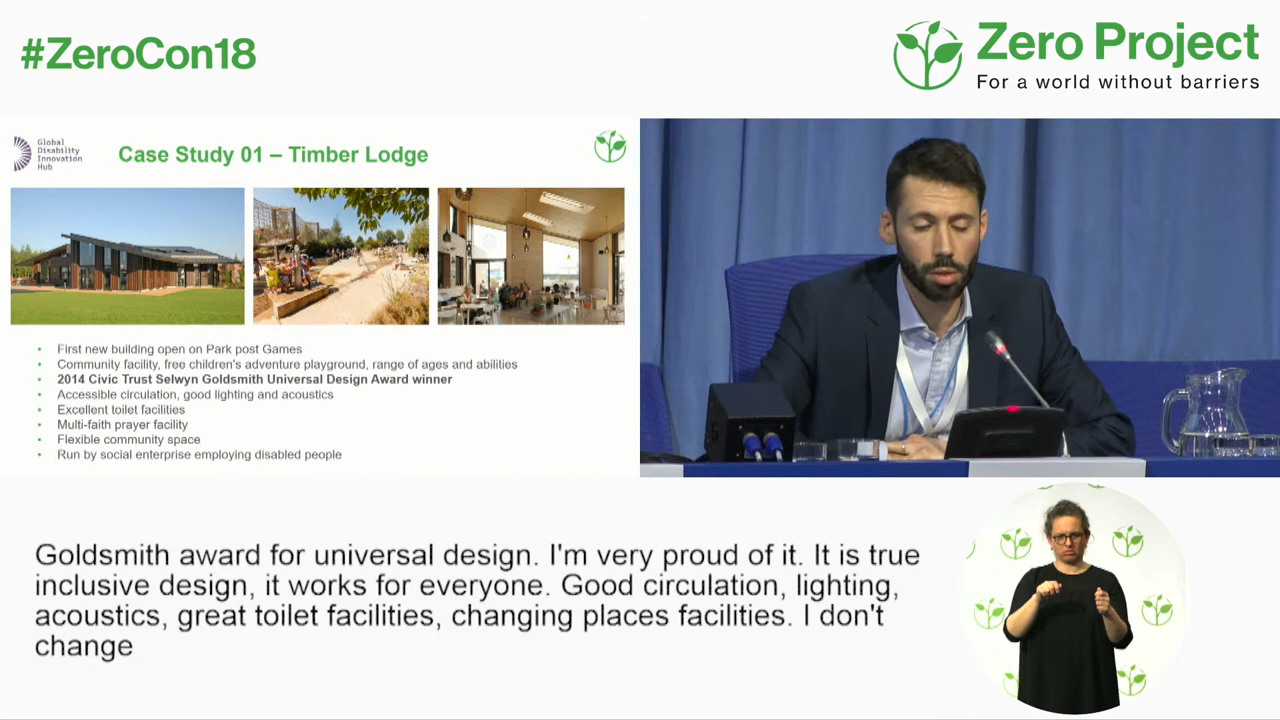 #ZeroCon18
Zero Project
For a world without barriers
Global
Disability
Innovation
Hub
Case Study 01 – Timber Lodge
• First new building open on Park post Games
• Community facility, free children's adventure playground, range of ages and abilities
• 2014 Civic Trust Selwyn Goldsmith Universal Design Award winner
• Accessible circulation, good lighting and acoustics
• Excellent toilet facilities
• Multi-faith prayer facility
• Flexible community space
• Run by social enterprise employing disabled people
Goldsmith award for universal design. I'm very proud of it. It is true
inclusive design, it works for everyone. Good circulation, lighting,
acoustics, great toilet facilities, changing places facilities. I don't
change